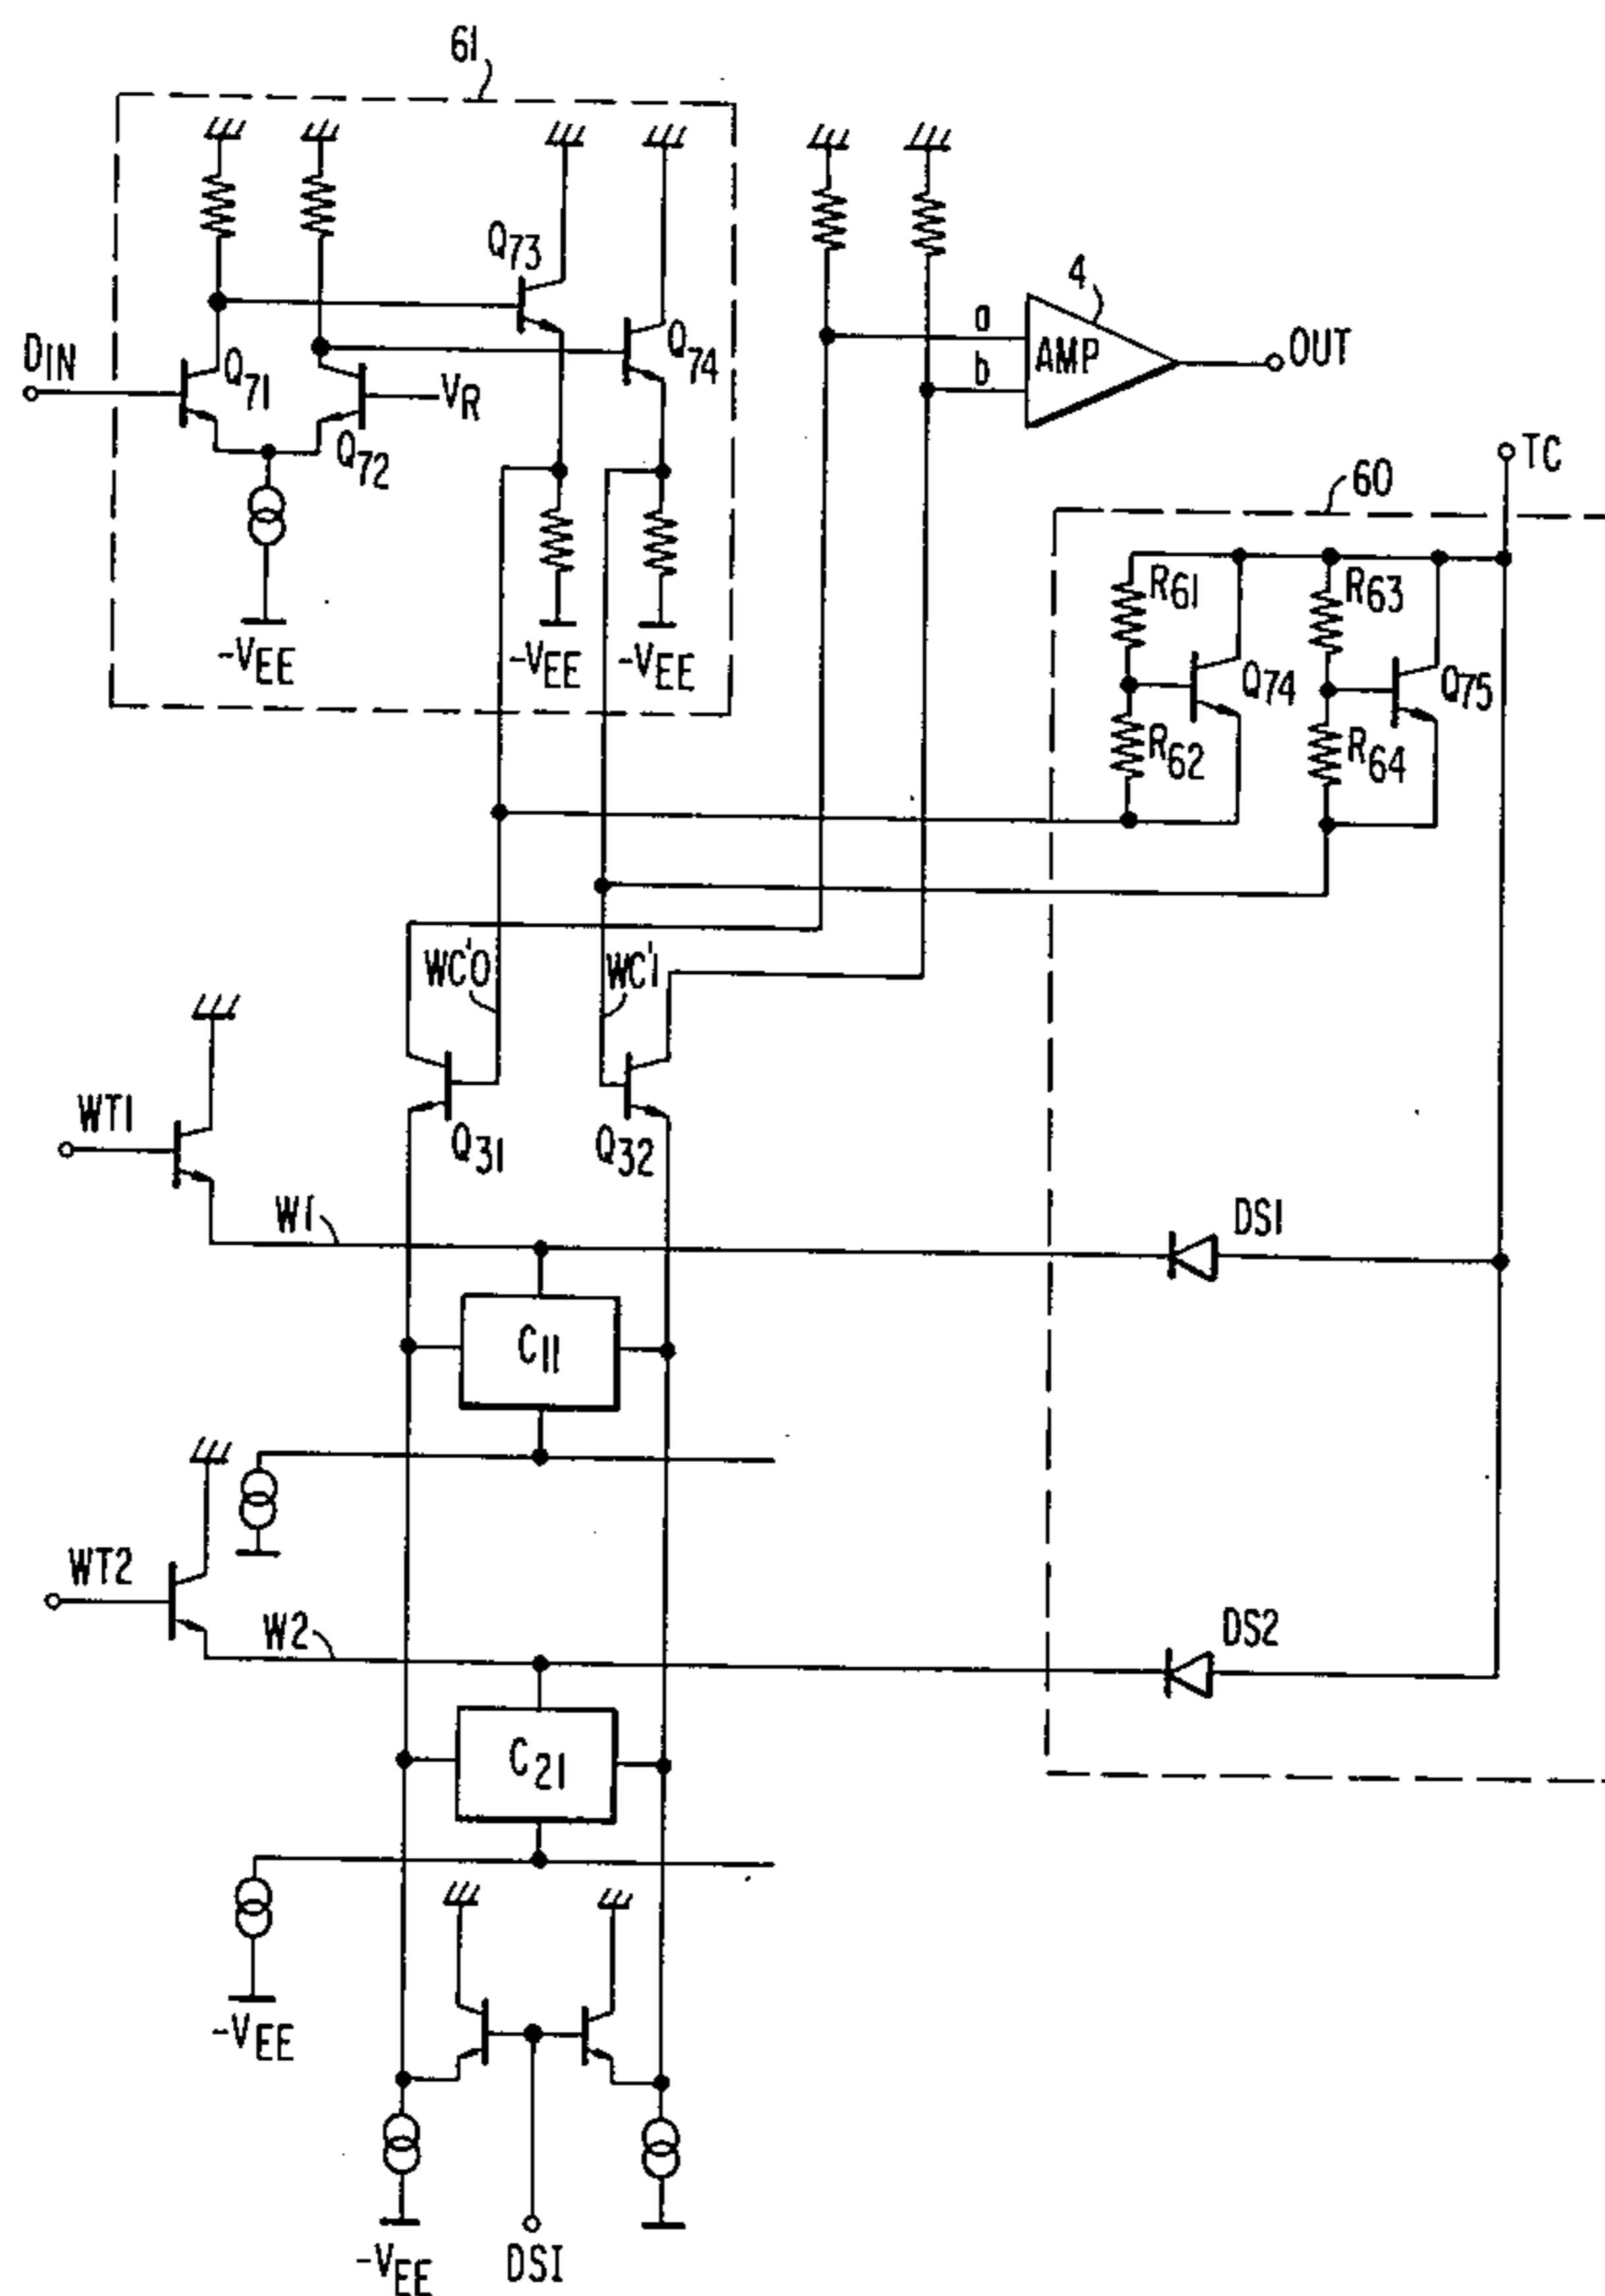 61
Q73
4
DIN
Q71
Q74
a
b
AMP
OUT
VR
Q72
TC
60
-VEE
-VEE
-VEE
R61
R63
Q74
Q75
R62
R64
WC'0
WC'1
WT1
Q31
Q32
W1
DS1
C11
WT2
W2
DS2
C21
-VEE
-VEE
DSI